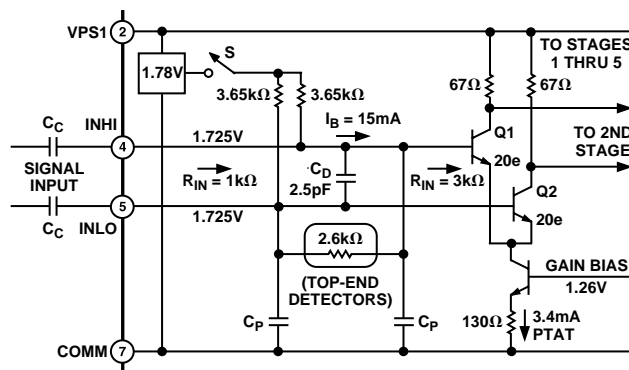 VPS1
2
1.78V
S
TO STAGES
1 THRU 5
67Ω
67Ω
3.65kΩ
3.65kΩ
CC
INHI
4
1.725V
IB = 15mA
Q1
20e
TO 2ND
STAGE
SIGNAL
INPUT
RIN = 1kΩ
CD
2.5pF
RIN = 3kΩ
Q2
20e
5
CC
INLO
1.725V
2.6kΩ
(TOP-END
DETECTORS)
GAIN BIAS
1.26V
CP
CP
130Ω
3.4mA
PTAT
COMM
7